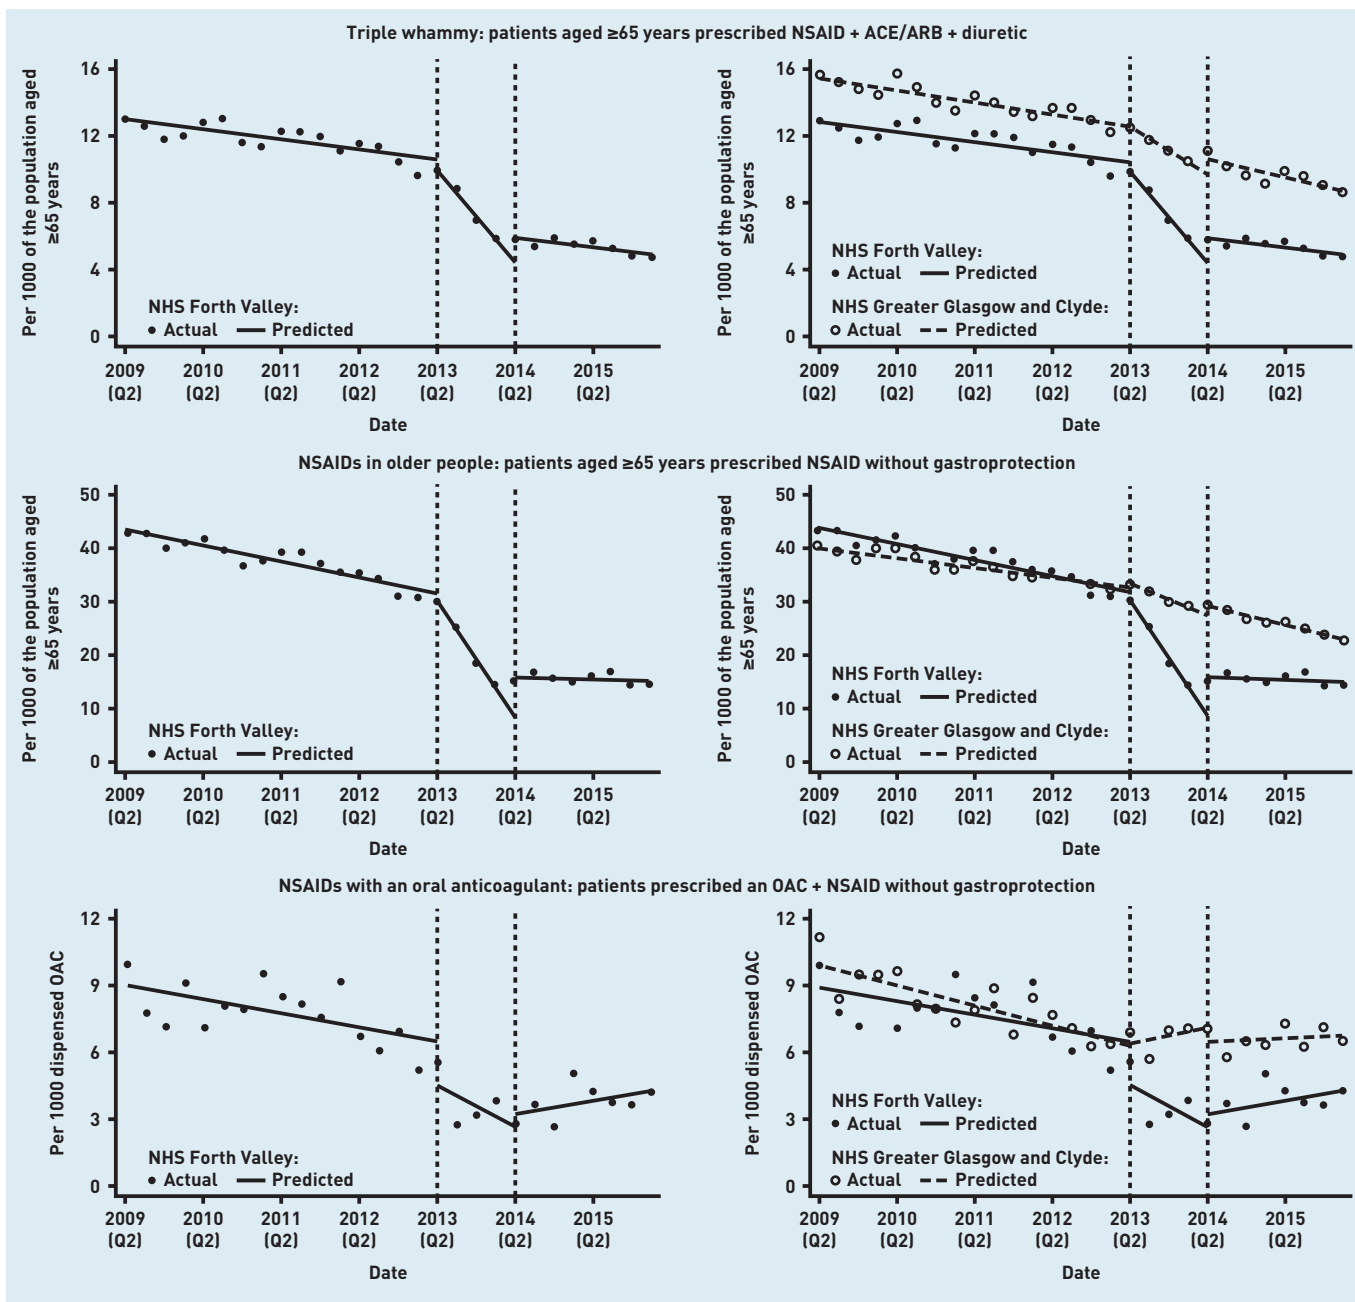 Triple whammy: patients aged ≥65 years prescribed NSAID + ACE/ARB + diuretic
Per 1000 of the population aged
≥65 years
16
12
8
4
0
NHS Forth Valley:
Actual Predicted
2009 2010 2011 2012 2013 2014 2015
(Q2) (Q2) (Q2) (Q2) (Q2) (Q2) (Q2)
Date
Per 1000 of the population aged
≥65 years
16
12
8
4
0
NHS Forth Valley:
Actual Predicted
NHS Greater Glasgow and Clyde:
Actual Predicted
2009 2010 2011 2012 2013 2014 2015
(Q2) (Q2) (Q2) (Q2) (Q2) (Q2) (Q2)
Date
NSAIDs in older people: patients aged ≥65 years prescribed NSAID without gastroprotection
Per 1000 of the population aged
≥65 years
50
40
30
20
10
0
NHS Forth Valley:
Actual Predicted
2009 2010 2011 2012 2013 2014 2015
(Q2) (Q2) (Q2) (Q2) (Q2) (Q2) (Q2)
Date
Per 1000 of the population aged
≥65 years
50
40
30
20
10
0
NHS Forth Valley:
Actual Predicted
NHS Greater Glasgow and Clyde:
Actual Predicted
2009 2010 2011 2012 2013 2014 2015
(Q2) (Q2) (Q2) (Q2) (Q2) (Q2) (Q2)
Date
NSAIDs with an oral anticoagulant: patients prescribed an OAC + NSAID without gastroprotection
Per 1000 dispensed OAC
12
9
6
3
0
NHS Forth Valley:
Actual Predicted
2009 2010 2011 2012 2013 2014 2015
(Q2) (Q2) (Q2) (Q2) (Q2) (Q2) (Q2)
Date
Per 1000 dispensed OAC
12
9
6
3
0
NHS Forth Valley:
Actual Predicted
NHS Greater Glasgow and Clyde:
Actual Predicted
2009 2010 2011 2012 2013 2014 2015
(Q2) (Q2) (Q2) (Q2) (Q2) (Q2) (Q2)
Date